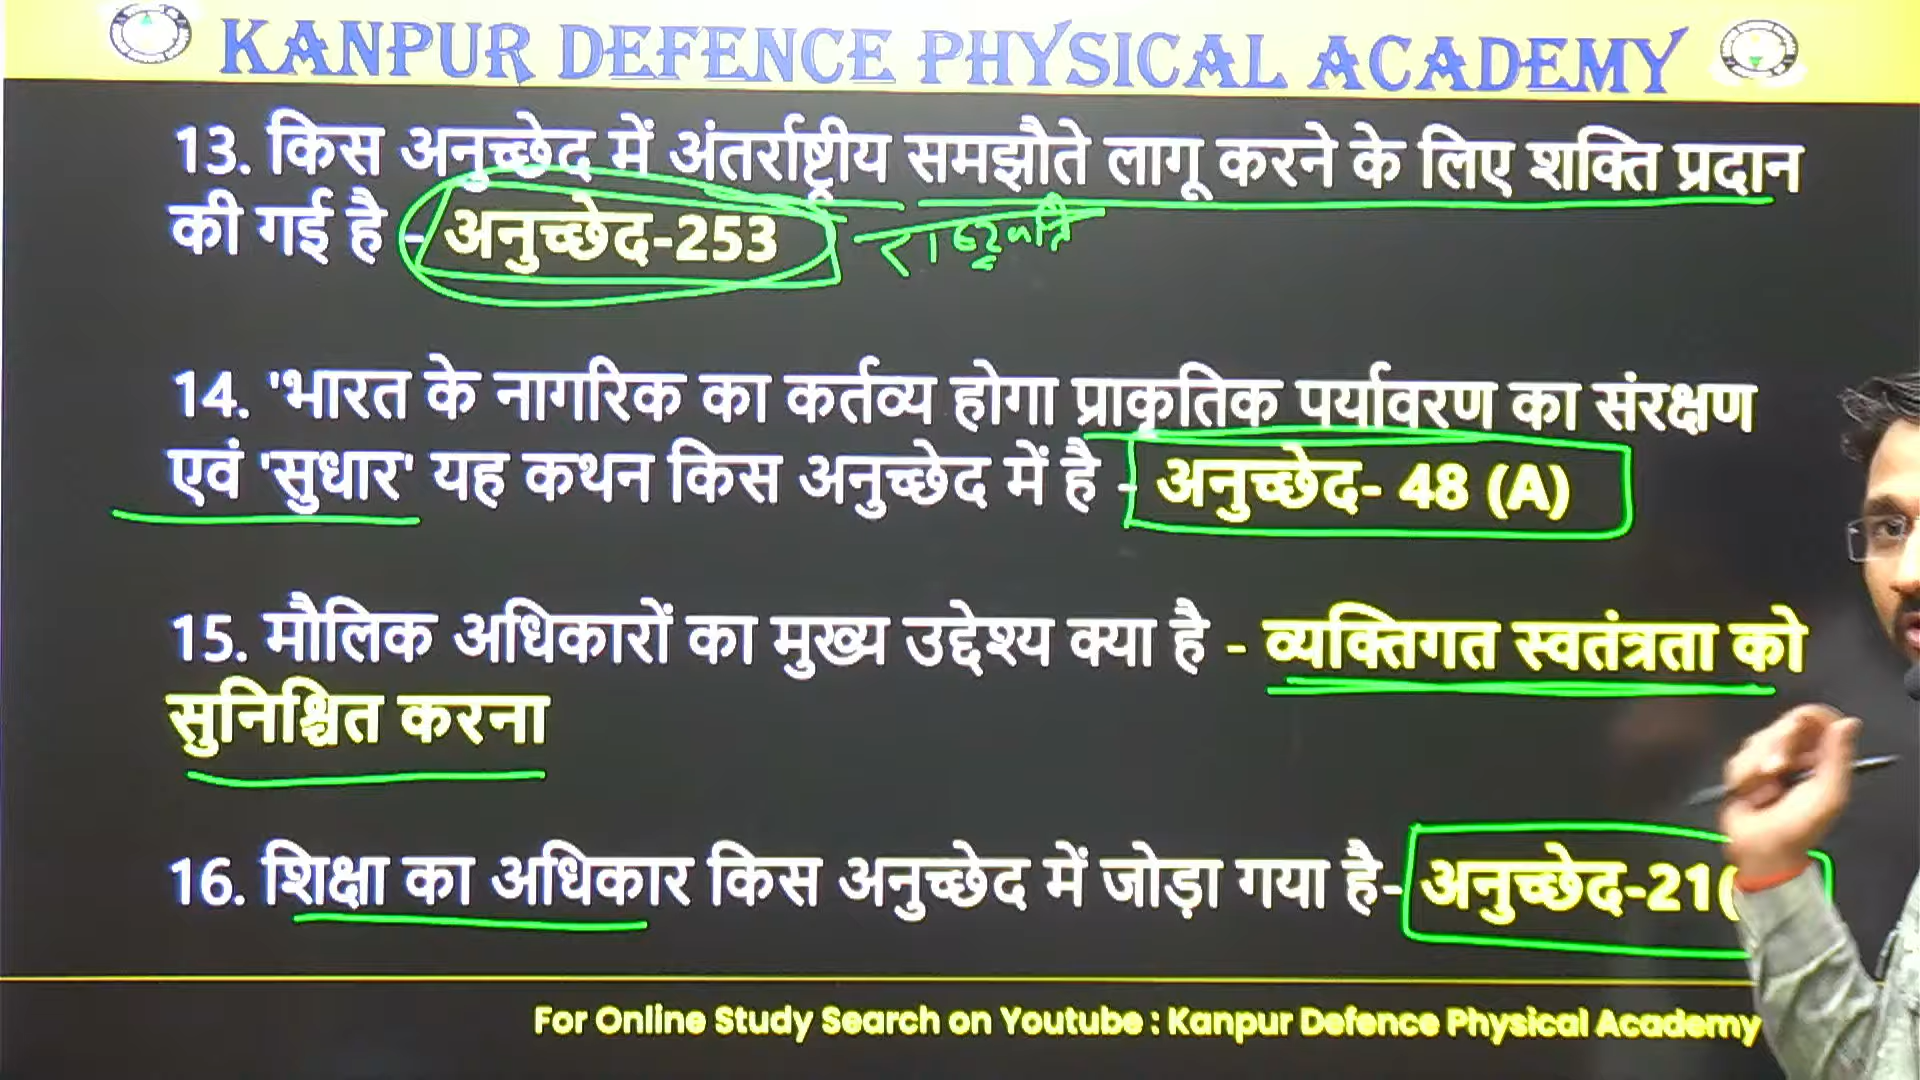 KANPUR DEFENCE PHYSICAL ACADEMY
13. किस अनुच्छेद में अंतर्राष्ट्रीय समझौते लागू करने के लिए शक्ति प्रदान
की गई है - अनुच्छेद-253
राष्ट्रपति
14. 'भारत के नागरिक का कर्तव्य होगा प्राकृतिक पर्यावरण का संरक्षण
एवं 'सुधार' यह कथन किस अनुच्छेद में है - अनुच्छेद- 48 (A)
15. मौलिक अधिकारों का मुख्य उद्देश्य क्या है - व्यक्तिगत स्वतंत्रता को
सुनिश्चित करना
16. शिक्षा का अधिकार किस अनुच्छेद में जोड़ा गया है- अनुच्छेद-21(
For Online Study Search on Youtube : Kanpur Defence Physical Academy